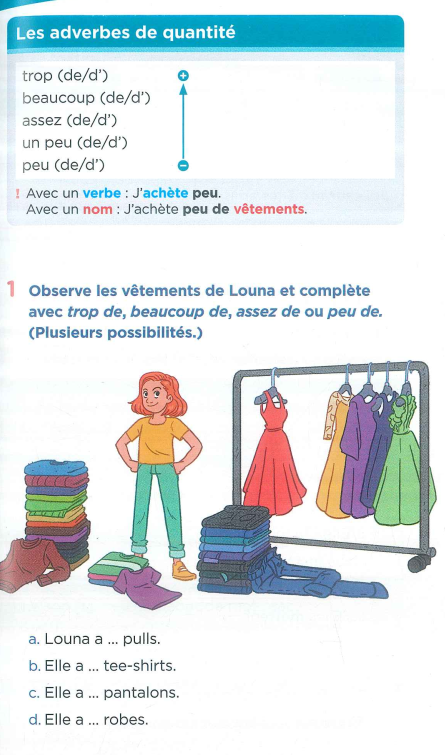 Les adverbes de quantité
trop (de/d')
beaucoup (de/d')
assez (de/d')
un peu (de/d')
peu (de/d')
+
-
! Avec un verbe : J'achète peu.
Avec un nom : J'achète peu de vêtements.
1 Observe les vêtements de Louna et complète
avec trop de, beaucoup de, assez de ou peu de.
(Plusieurs possibilités.)
a. Louna a ... pulls.
b. Elle a ... tee-shirts.
c. Elle a ... pantalons.
d. Elle a ... robes.